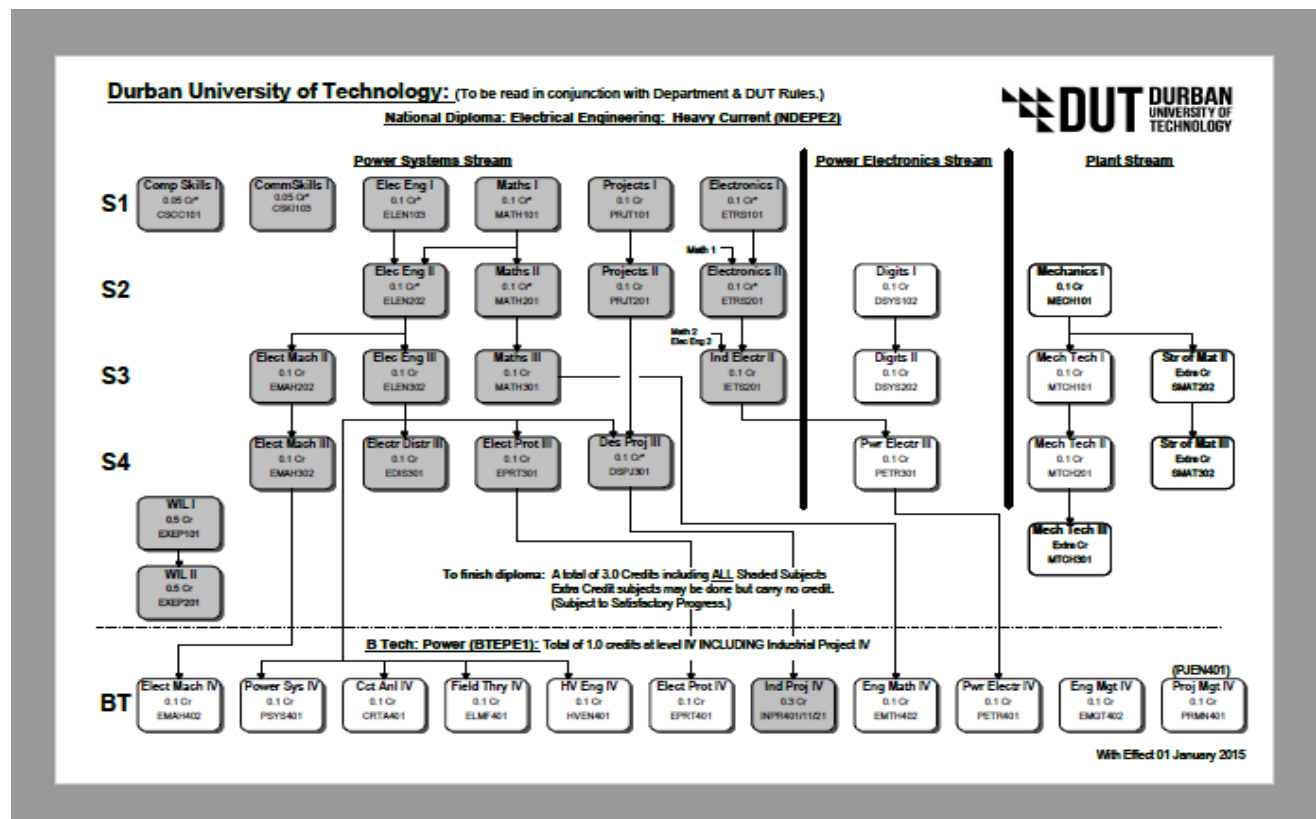 Durban University of Technology: (To be read in conjunction with Department & DUT Rules.)
National Diploma: Electrical Engineering: Heavy Current (NDEPE2)
DUT DURBAN
UNIVERSITY OF
TECHNOLOGY
Power Systems Stream
Power Electronics Stream
Plant Stream
S1
Comp Skills I
0.05 Cr*
CSCC101
CommSkills I
0.05 Cr*
CSKI103
Elec Eng I
0.1 Cr*
ELEN103
Maths I
0.1 Cr*
MATH101
Projects I
0.1 Cr
PRJT101
Electronics I
0.1 Cr*
ETRS101
Math 1
S2
Elec Eng II
0.1 Cr*
ELEN202
Maths II
0.1 Cr*
MATH201
Projects II
0.1 Cr
PRJT201
Electronics II
0.1 Cr*
ETRS201
Digits I
0.1 Cr
DSYS102
Mechanics I
0.1 Cr
MECH101
Math 2
Elec Eng 2
S3
Elect Mach II
0.1 Cr
EMAH202
Elec Eng III
0.1 Cr
ELEN302
Maths III
0.1 Cr
MATH301
Ind Electr II
0.1 Cr
IETS201
Digits II
0.1 Cr
DSYS202
Mech Tech I
0.1 Cr
MTCH101
Str of Mat II
Extra Cr
SMAT202
S4
Elect Mach III
0.1 Cr
EMAH302
Electr Distr III
0.1 Cr
EDIS301
Elect Prot III
0.1 Cr
EPRT301
Des Proj III
0.1 Cr*
DSPJ301
Pwr Electr III
0.1 Cr
PETR301
Mech Tech II
0.1 Cr
MTCH201
Str of Mat III
Extra Cr
SMAT302
WIL I
0.5 Cr
EXEP101
Mech Tech III
Extra Cr
MTCH301
WIL II
0.5 Cr
EXEP201
To finish diploma: A total of 3.0 Credits including ALL Shaded Subjects
Extra Credit subjects may be done but carry no credit.
(Subject to Satisfactory Progress.)
B Tech: Power (BTEPE1): Total of 1.0 credits at level IV INCLUDING Industrial Project IV
(PJEN401)
BT
Elect Mach IV
0.1 Cr
EMAH402
Power Sys IV
0.1 Cr
PSYS401
Cct Anl IV
0.1 Cr
CRTA401
Field Thry IV
0.1 Cr
ELMF401
HV Eng IV
0.1 Cr
HVEN401
Elect Prot IV
0.1 Cr
EPRT401
Ind Proj IV
0.3 Cr
INPR401/11/21
Eng Math IV
0.1 Cr
EMTH402
Pwr Electr IV
0.1 Cr
PETR401
Eng Mgt IV
0.1 Cr
EMGT402
Proj Mgt IV
0.1 Cr
PRMN401
With Effect 01 January 2015